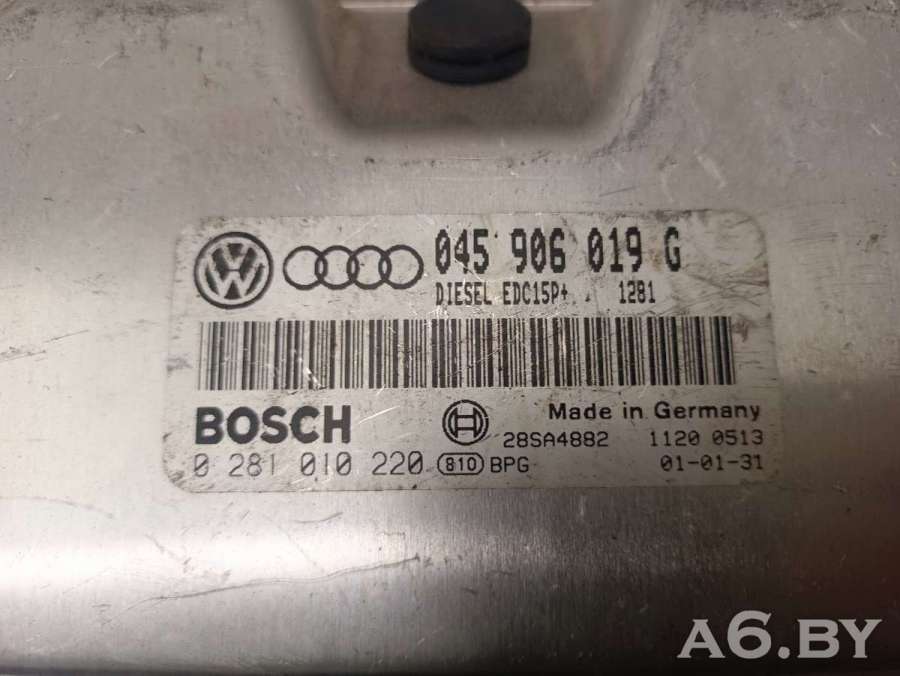 045 906 019 G
DIESEL EDC15P+ 1281
BOSCH
Made in Germany
28SA4882 1120 0513
0 281 010 220 810 BPG 01-01-31
A6.BY